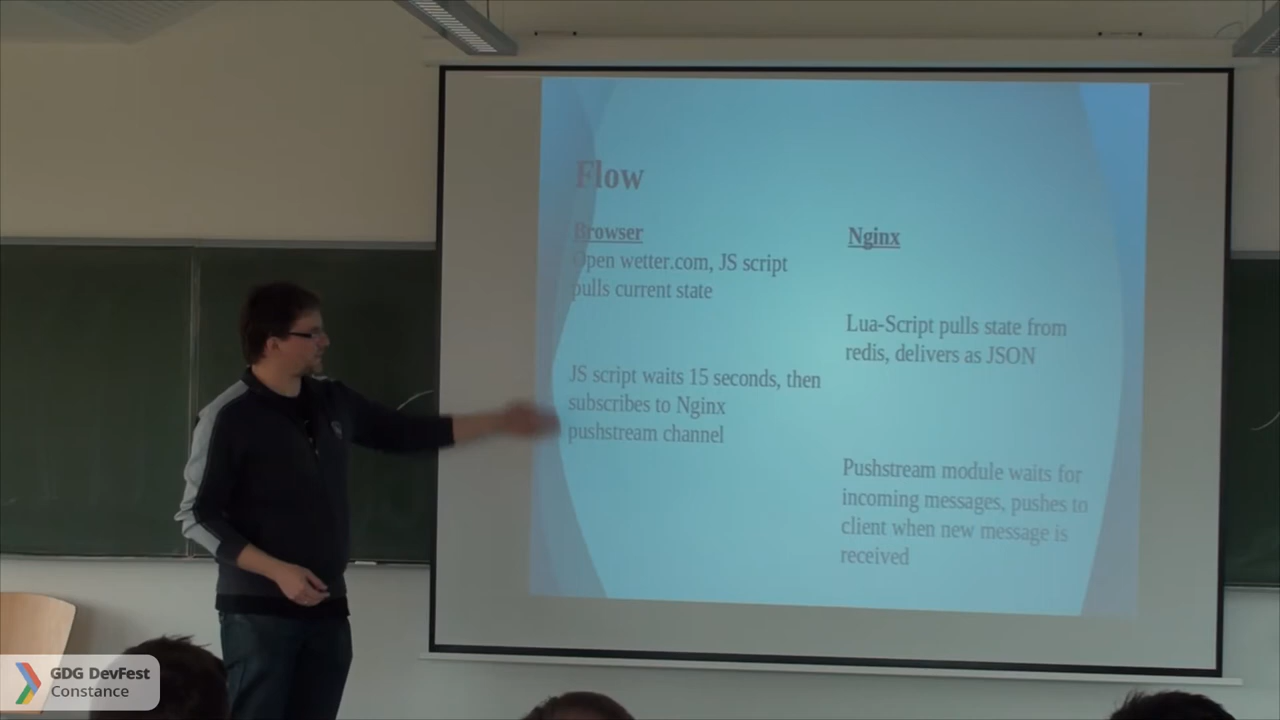 Flow
Browser
Open wetter.com, JS script
pulls current state
JS script waits 15 seconds, then
subscribes to Nginx
pushstream channel
Nginx
Lua-Script pulls state from
redis, delivers as JSON
Pushstream module waits for
incoming messages, pushes to
client when new message is
received
GDG DevFest
Constance